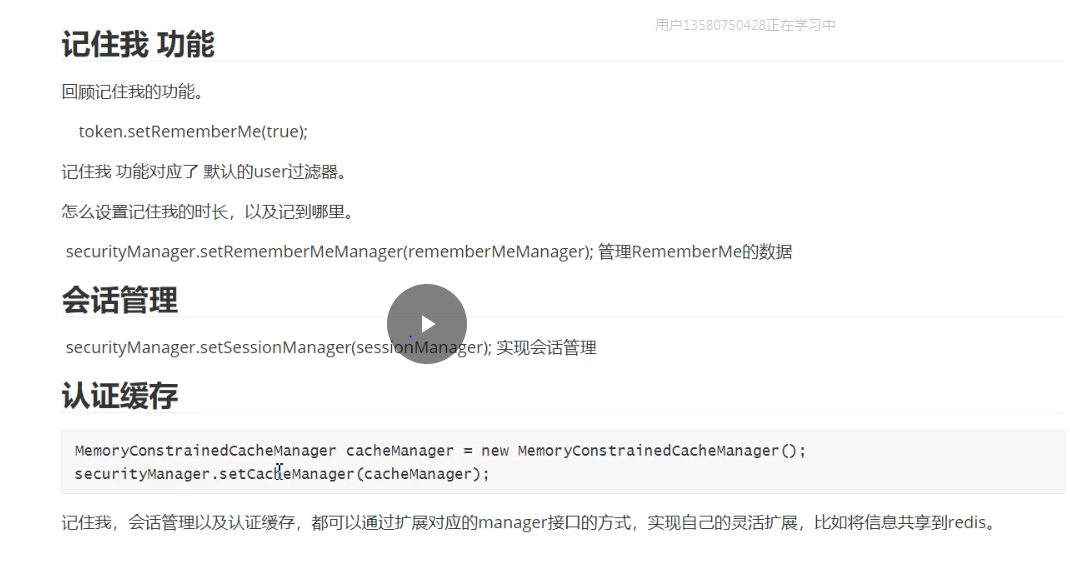 用户13580750428正在学习中
记住我 功能
回顾记住我的功能。
token.setRememberMe(true);
记住我 功能对应了 默认的user过滤器。
怎么设置记住我的时长，以及记到哪里。
securityManager.setRememberMeManager(rememberMeManager); 管理RememberMe的数据
会话管理
securityManager.setSessionManager(sessionManager); 实现会话管理
认证缓存
MemoryConstrainedCacheManager cacheManager = new MemoryConstrainedCacheManager();
securityManager.setCacheManager(cacheManager);
记住我，会话管理以及认证缓存，都可以通过扩展对应的manager接口的方式，实现自己的灵活扩展，比如将信息共享到redis。